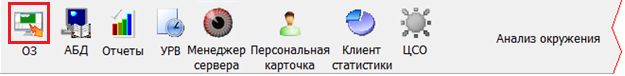 ОЗ
АБД
Отчеты
УРВ
Менеджер
сервера
Персональная
карточка
Клиент
статистики
ЦСО
Анализ окружения